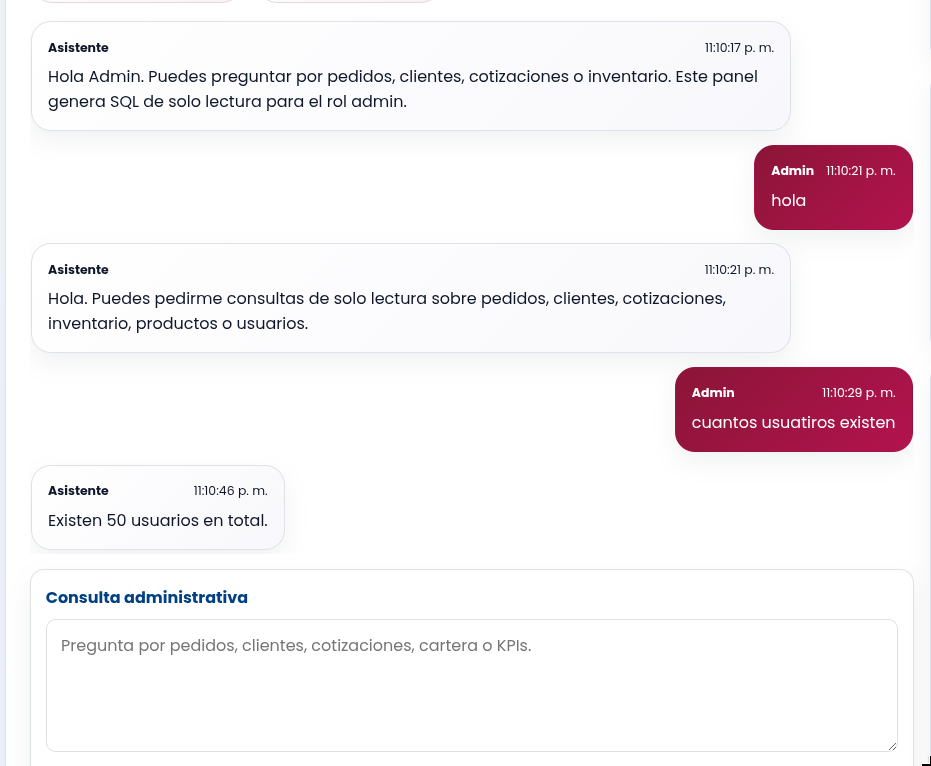 Asistente 11:10:17 p. m.
Hola Admin. Puedes preguntar por pedidos, clientes, cotizaciones o inventario. Este panel
genera SQL de solo lectura para el rol admin.
Admin 11:10:21 p. m.
hola
Asistente 11:10:21 p. m.
Hola. Puedes pedirme consultas de solo lectura sobre pedidos, clientes, cotizaciones,
inventario, productos o usuarios.
Admin 11:10:29 p. m.
cuantos usuatiros existen
Asistente 11:10:46 p. m.
Existen 50 usuarios en total.
Consulta administrativa
Pregunta por pedidos, clientes, cotizaciones, cartera o KPIs.